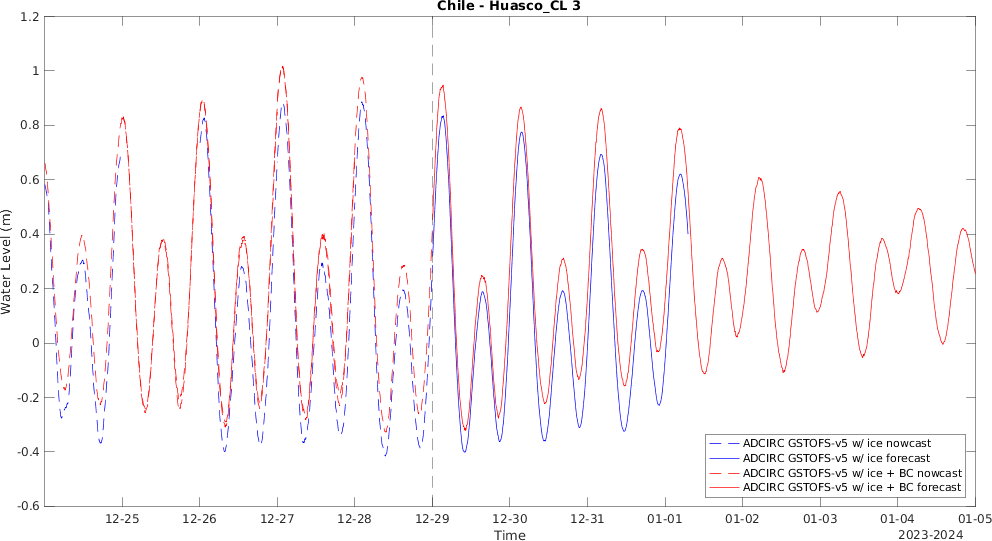 Chile - Huasco_CL 3
Water Level (m)
1.2
1
0.8
0.6
0.4
0.2
0
-0.2
-0.4
-0.6
12-25 12-26 12-27 12-28 12-29 12-30 12-31 01-01 01-02 01-03 01-04 01-05
Time
2023-2024
ADCIRC GSTOFS-v5 w/ ice nowcast
ADCIRC GSTOFS-v5 w/ ice forecast
ADCIRC GSTOFS-v5 w/ ice + BC nowcast
ADCIRC GSTOFS-v5 w/ ice + BC forecast